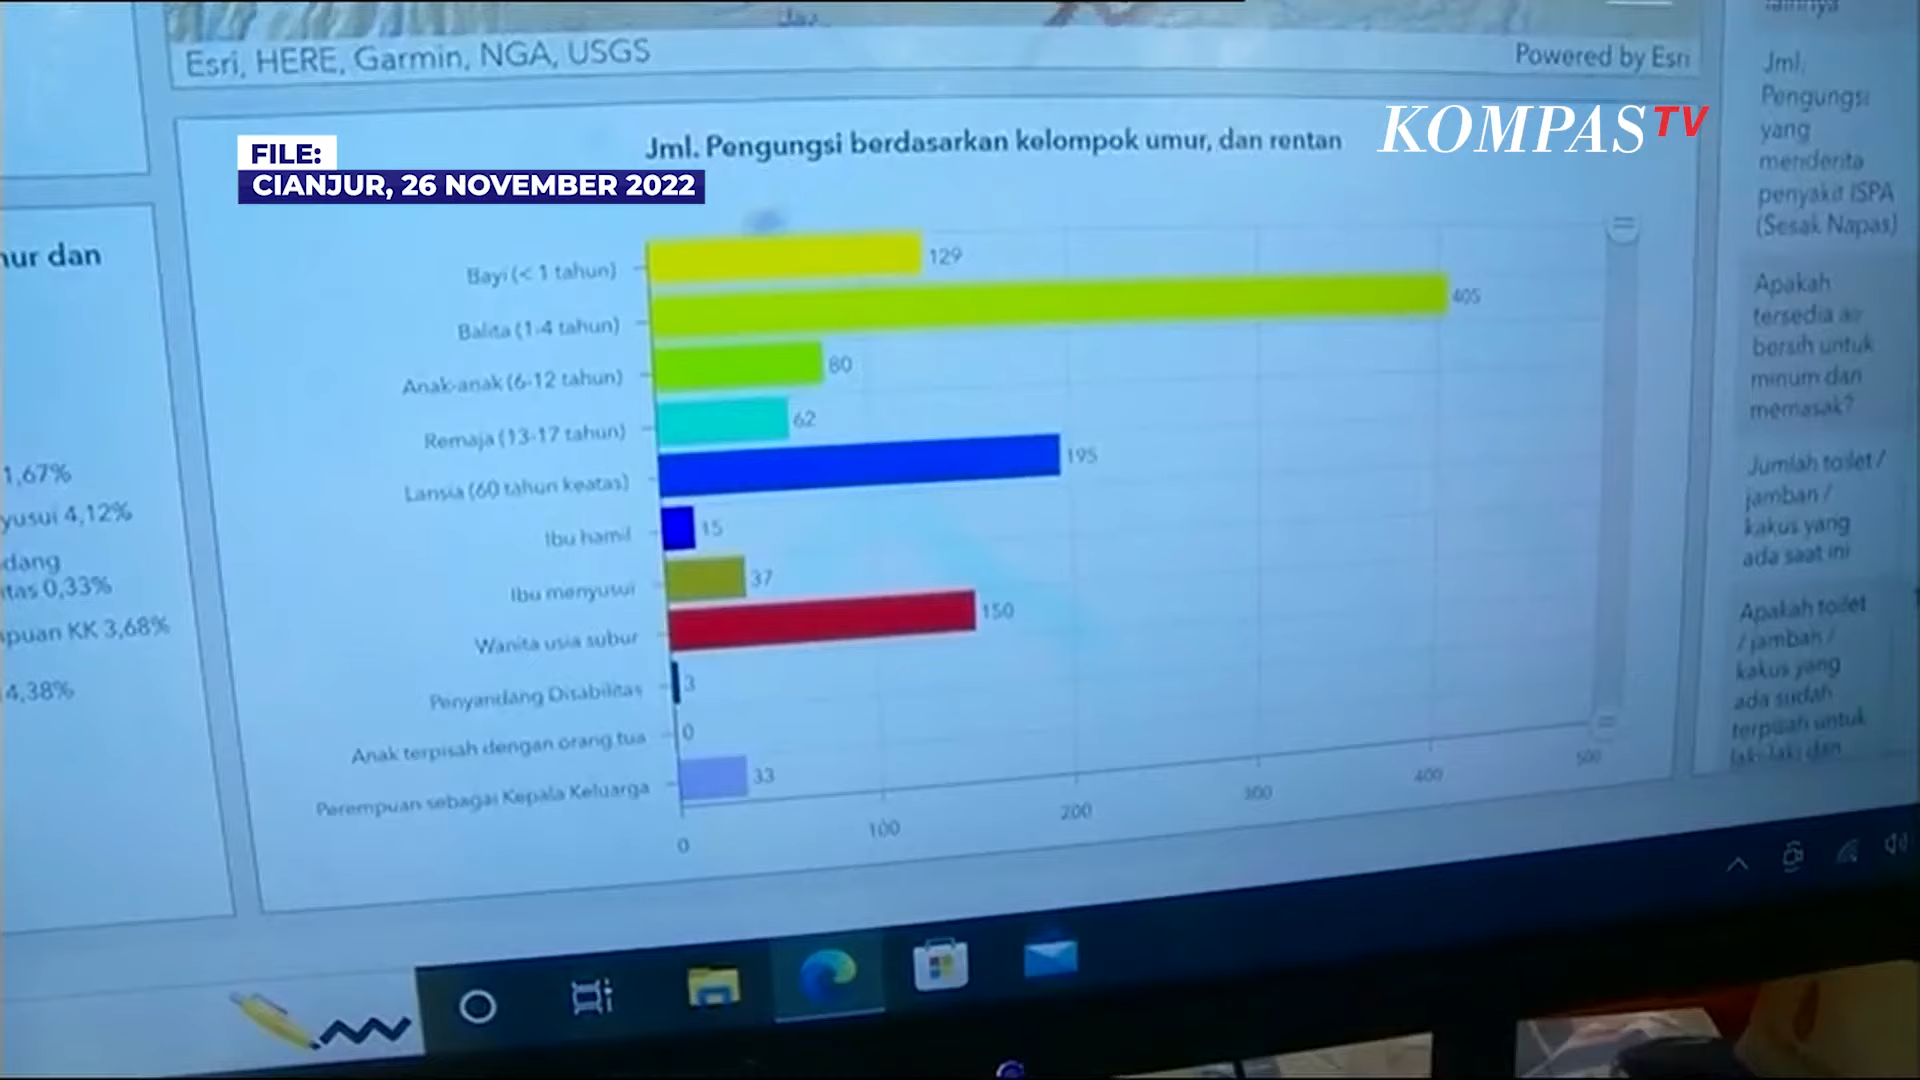 Esri, HERE, Garmin, NGA, USGS
Powered by Esri
KOMPAS TV
FILE:
CIANJUR, 26 NOVEMBER 2022
Jml. Pengungsi berdasarkan kelompok umur, dan rentan
Bayi (< 1 tahun) 129
Balita (1-4 tahun) 405
Anak-anak (6-12 tahun) 80
Remaja (13-17 tahun) 62
Lansia (60 tahun keatas) 195
Ibu hamil 15
Ibu menyusui 37
Wanita usia subur 150
Penyandang Disabilitas 3
Anak terpisah dengan orang tua 0
Perempuan sebagai Kepala Keluarga 33
0 100 200 300 400 500
nur dan
1,67%
yusui 4,12%
dang
itas 0,33%
puan KK 3,68%
4,38%
lainnya
Jml.
Pengungsi
yang
menderita
penyakit ISPA
(Sesak Napas)
Apakah
tersedia air
bersih untuk
minum dan
memasak?
Jumlah toilet /
jamban /
kakus yang
ada saat ini
Apakah toilet
/ jamban /
kakus yang
ada sudah
terpisah untuk
laki-laki dan